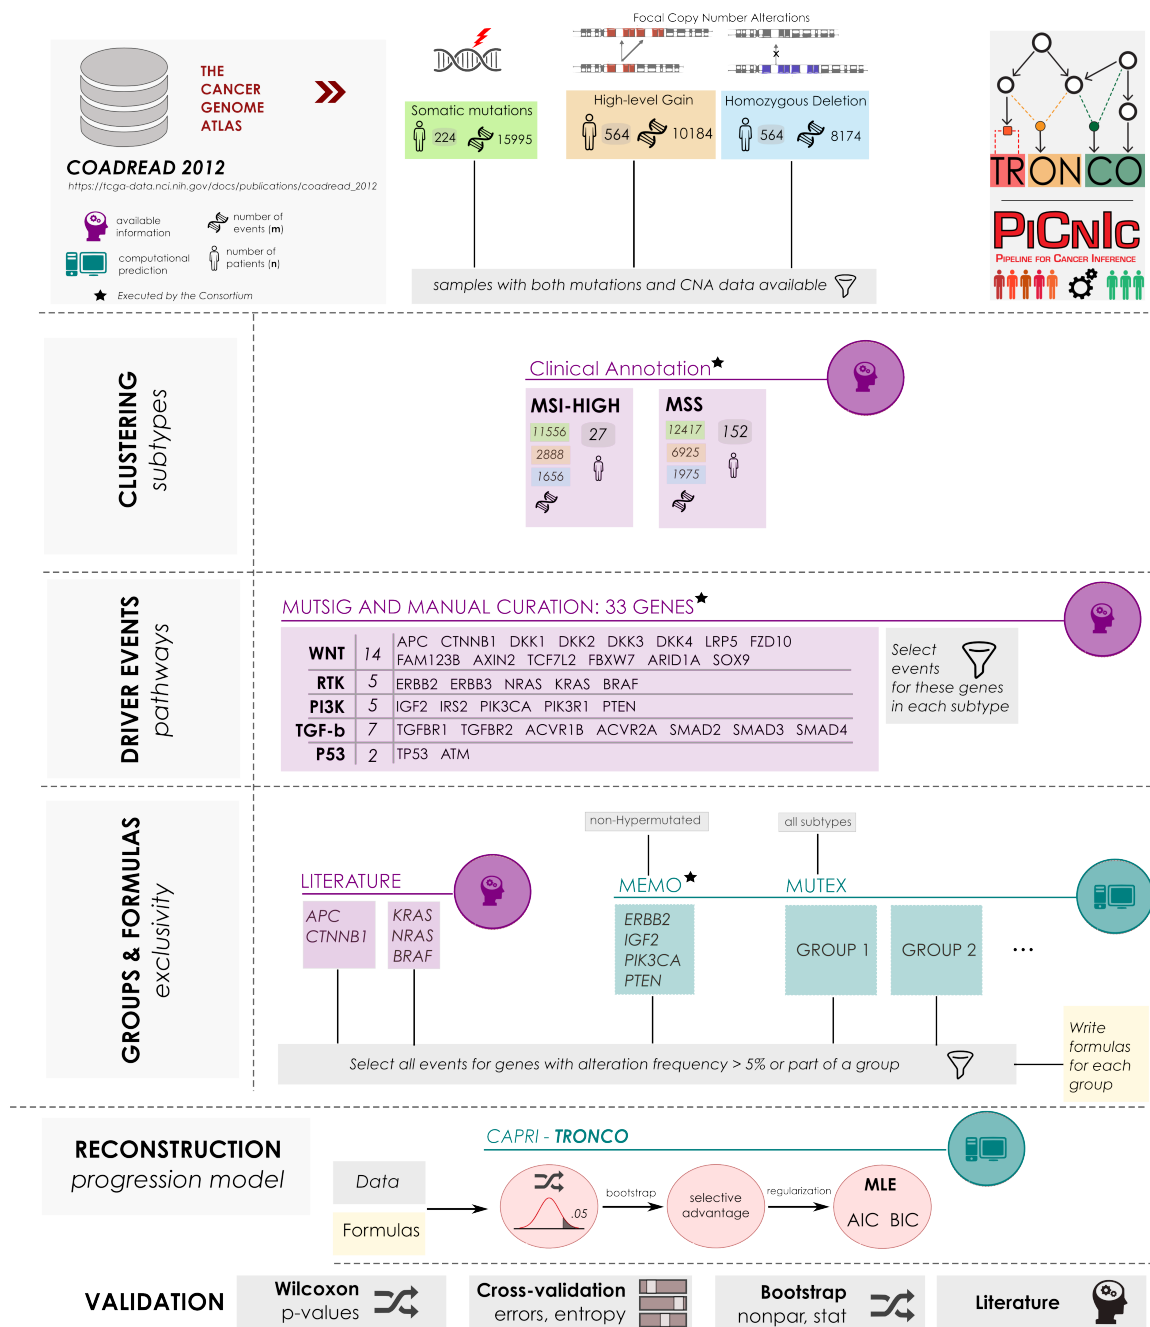 Focal Copy Number Alterations
THE
CANCER
GENOME
ATLAS
COADREAD 2012
https://tcga-data.nci.nih.gov/docs/publications/coadread_2012
available
information
number of
events (m)
computational
prediction
number of
patients (n)
Executed by the Consortium
Somatic mutations
224 15995
High-level Gain
564 10184
Homozygous Deletion
564 8174
x
samples with both mutations and CNA data available
TRONCO
PiCnIc
PIPELINE FOR CANCER INFERENCE
CLUSTERING
subtypes
Clinical Annotation
MSI-HIGH
11556 27
2888
1656
MSS
12417 152
6925
1975
DRIVER EVENTS
pathways
MUTSIG AND MANUAL CURATION: 33 GENES
WNT 14 APC CTNNB1 DKK1 DKK2 DKK3 DKK4 LRP5 FZD10
FAM123B AXIN2 TCF7L2 FBXW7 ARID1A SOX9
RTK 5 ERBB2 ERBB3 NRAS KRAS BRAF
PI3K 5 IGF2 IRS2 PIK3CA PIK3R1 PTEN
TGF-b 7 TGFBR1 TGFBR2 ACVR1B ACVR2A SMAD2 SMAD3 SMAD4
P53 2 TP53 ATM
Select
events
for these genes
in each subtype
GROUPS & FORMULAS
exclusivity
non-Hypermutated
all subtypes
LITERATURE
APC
CTNNB1
KRAS
NRAS
BRAF
MEMO
ERBB2
IGF2
PIK3CA
PTEN
MUTEX
GROUP 1
GROUP 2
...
Select all events for genes with alteration frequency > 5% or part of a group
Write
formulas
for each
group
RECONSTRUCTION
progression model
CAPRI - TRONCO
Data
Formulas
.05
bootstrap
selective
advantage
regularization
MLE
AIC BIC
VALIDATION
Wilcoxon
p-values
Cross-validation
errors, entropy
Bootstrap
nonpar, stat
Literature